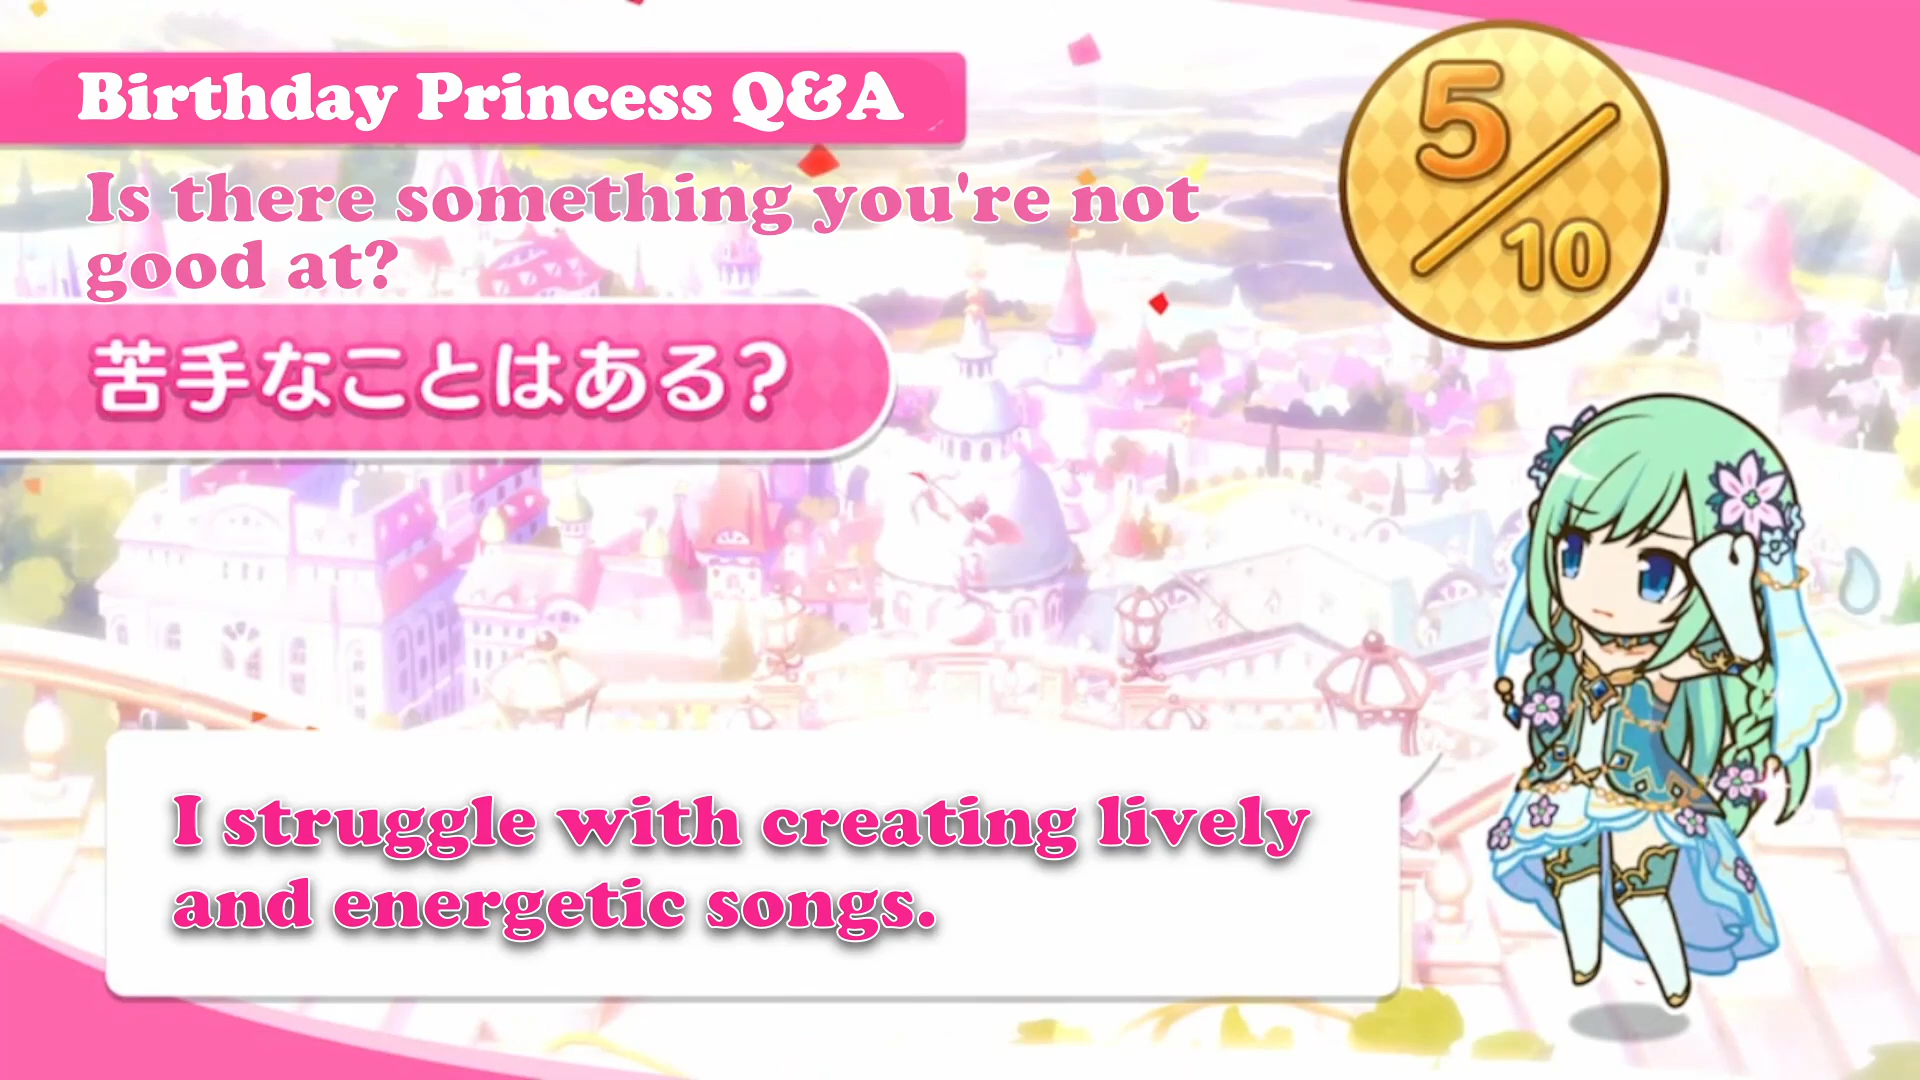 Birthday Princess Q&A
5/10
Is there something you're not
good at?
苦手なことはある?
I struggle with creating lively
and energetic songs.